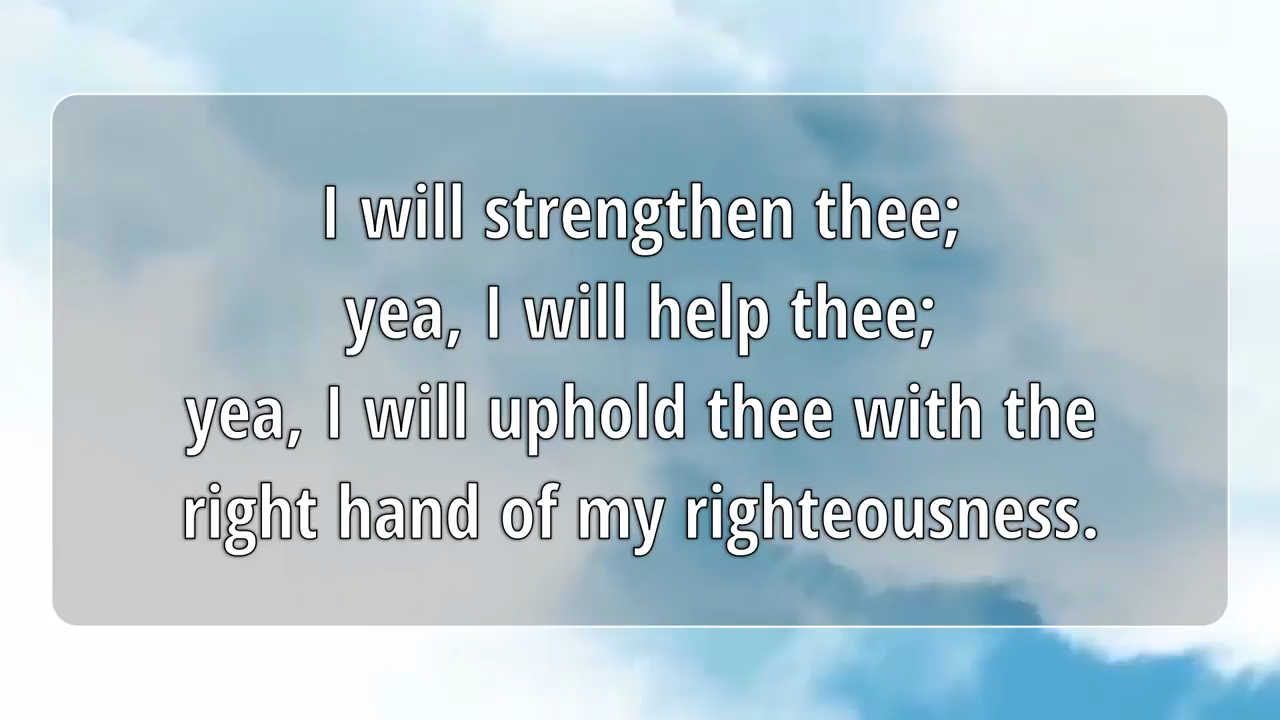 I will strengthen thee;
yea, I will help thee;
yea, I will uphold thee with the
right hand of my righteousness.